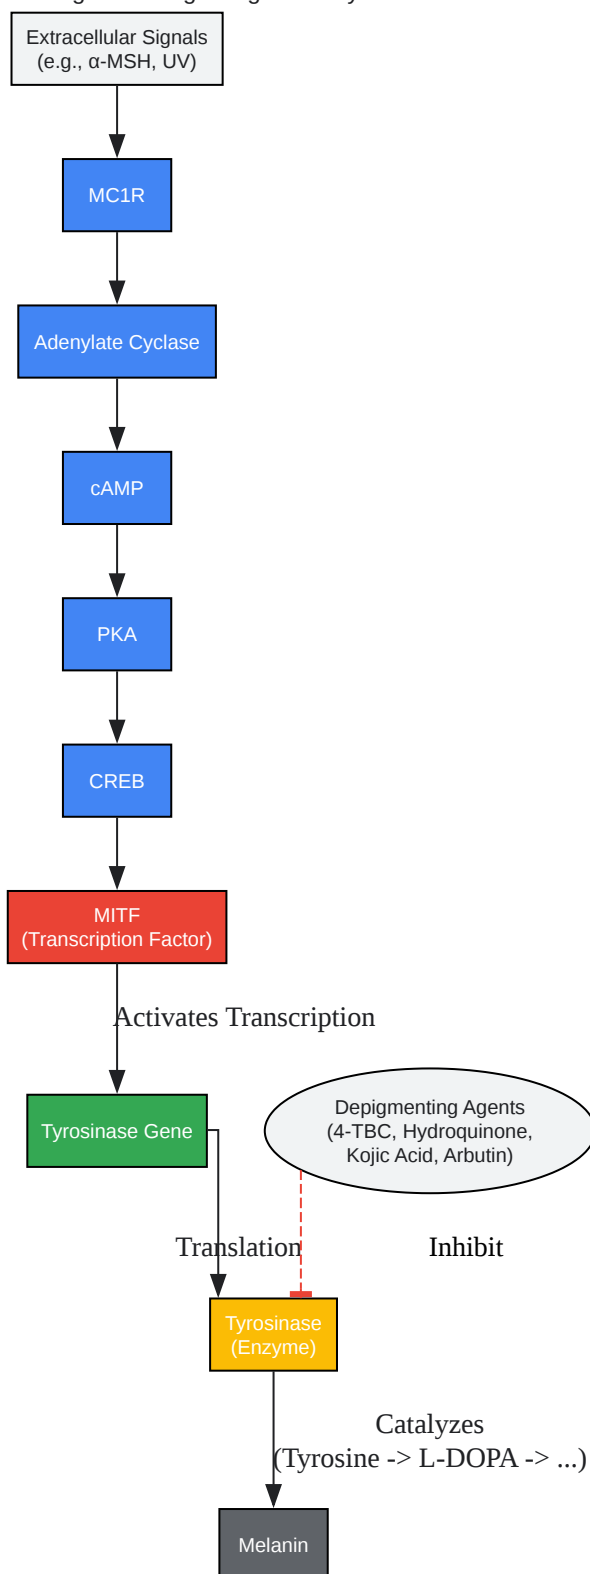 Extracellular Signals
(e.g., α-MSH, UV)
MC1R
Adenylate Cyclase
cAMP
PKA
CREB
MITF
(Transcription Factor)
Activates Transcription
Tyrosinase Gene
Depigmenting Agents
(4-TBC, Hydroquinone,
Kojic Acid, Arbutin)
Translation
Inhibit
Tyrosinase
(Enzyme)
Catalyzes
(Tyrosine -> L-DOPA -> ...)
Melanin